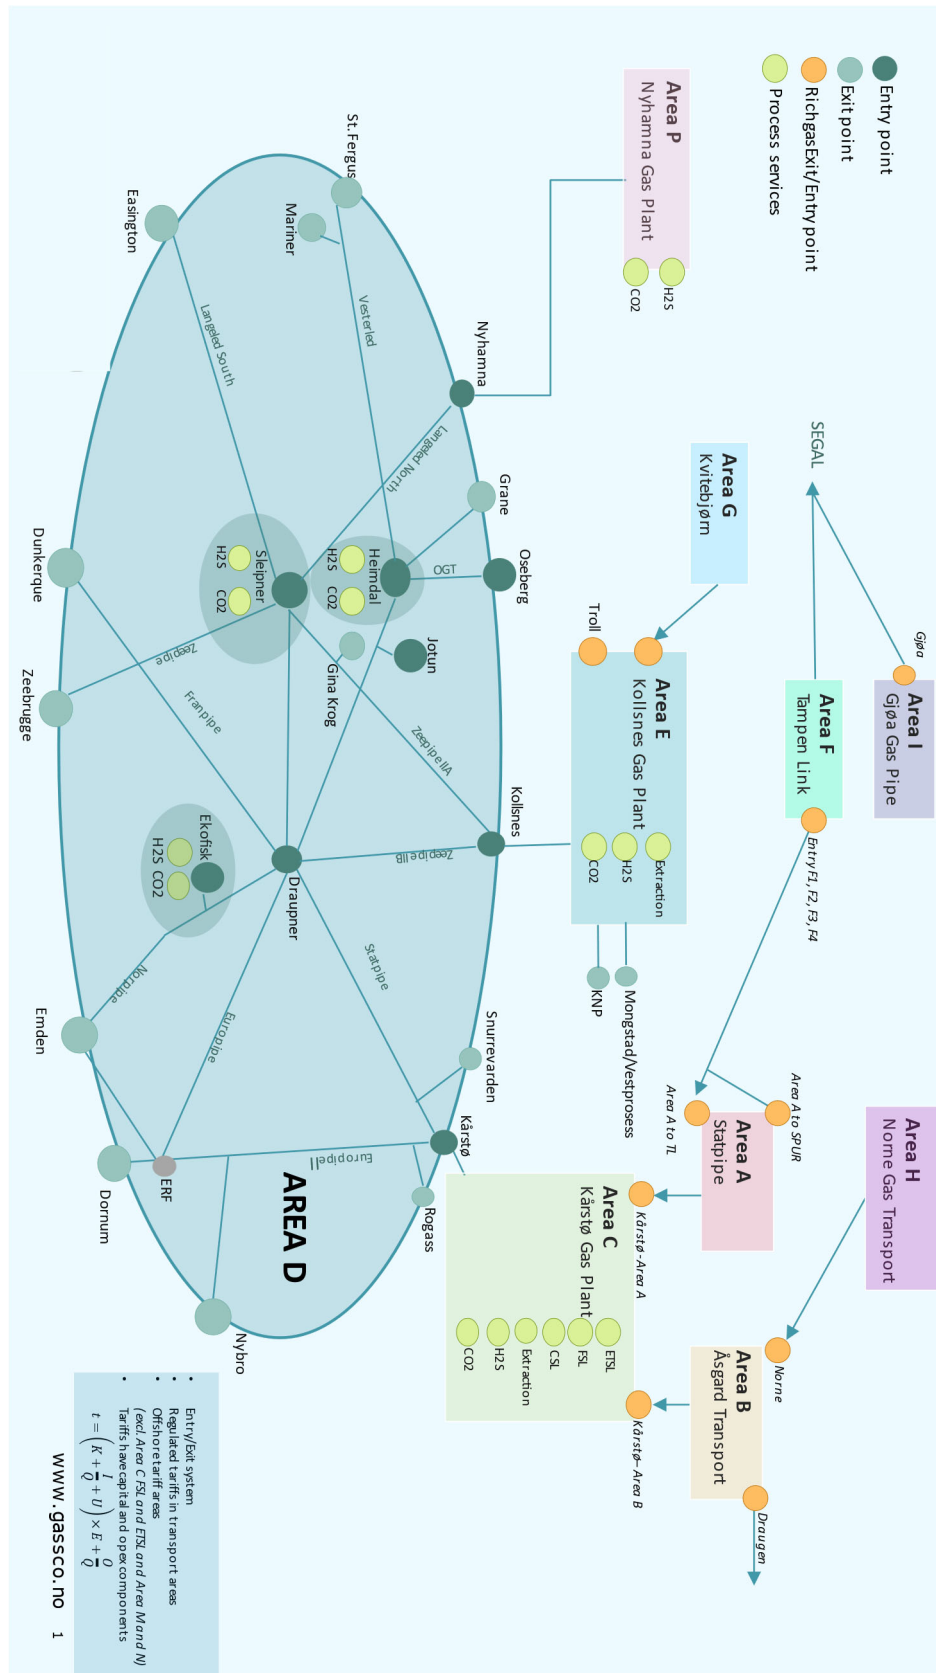 Entry point
Exit point
RichgasExit/Entrypoint
Process services
Area P
Nyhamna Gas Plant
H2S
CO2
SEGAL
Gjøa
Area I
Gjøa Gas Pipe
Area F
Tampen Link
Entry F1, F2, F3, F4
Area G
Kvitebjørn
Troll
Area E
Kollsnes Gas Plant
Extraction
H2S
CO2
Mongstad/Vestprosess
KNP
Area H
Norne Gas Transport
Area A to SPUR
Area A to TL
Area A
Statpipe
Norne
Area B
Åsgard Transport
Draugen
Kårstø -Area A
Kårstø– Area B
Area C
Kårstø Gas Plant
ETSL
FSL
CSL
Extraction
H2S
CO2
St. Fergus
Mariner
Easington
Vesterled
Langeled South
Nyhamna
Langeled North
Grane
Oseberg
OGT
Heimdal
H2S
CO2
Sleipner
H2S
CO2
Jotun
Gina Krog
Dunkerque
Zeebrugge
Zeepipe
Franpipe
Zeepipe IIA
Kollsnes
Zeepipe IIB
Draupner
Ekofisk
H2S CO2
Statpipe
Norpipe
Europipe
Emden
Snurrevarden
Kårstø
Rogass
Europipe II
ERF
Dornum
Nybro
AREA D
• Entry/Exit system
• Regulated tariffs in transport areas
• Offshore tariff areas
(excl. Area C FSL and ETSL and Area M and N)
• Tariffs have capital and opex components
t = (K + I/Q + U) × E + O/Q
www.gassco.no 1